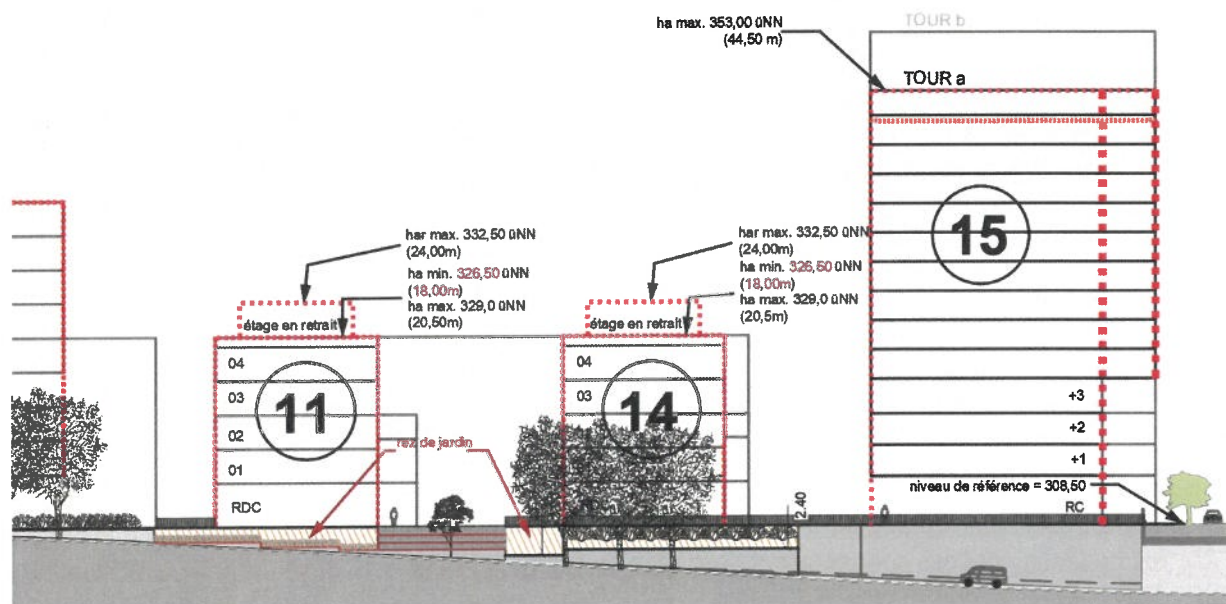 ha max. 353,00 üNN
(44,50 m)
TOUR b
TOUR a
15
har max. 332,50 üNN
(24,00m)
ha min. 326,50 üNN
(18,00m)
ha max. 329,0 üNN
(20,50m)
har max. 332,50 üNN
(24,00m)
ha min. 326,50 üNN
(18,00m)
ha max. 329,0 üNN
(20,5m)
étage en retrait
étage en retrait
04
03
02
01
RDC
11
04
03
14
rez de jardin
+3
+2
+1
RC
niveau de référence = 308,50
2.40